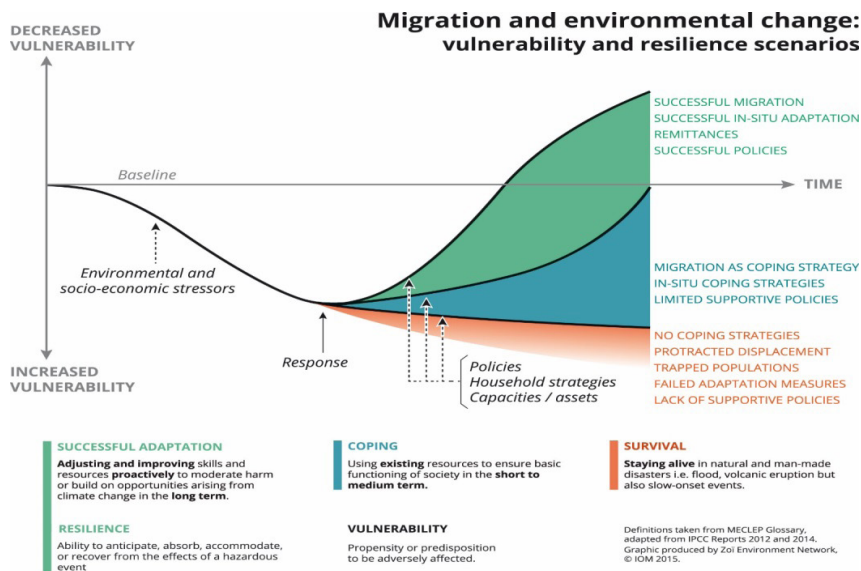 Migration and environmental change:
vulnerability and resilience scenarios
DECREASED
VULNERABILITY
SUCCESSFUL MIGRATION
SUCCESSFUL IN-SITU ADAPTATION
REMITTANCES
SUCCESSFUL POLICIES
Baseline
TIME
Environmental and
socio-economic stressors
MIGRATION AS COPING STRATEGY
IN-SITU COPING STRATEGIES
LIMITED SUPPORTIVE POLICIES
Response
Policies
Household strategies
Capacities / assets
NO COPING STRATEGIES
PROTRACTED DISPLACEMENT
TRAPPED POPULATIONS
FAILED ADAPTATION MEASURES
LACK OF SUPPORTIVE POLICIES
INCREASED
VULNERABILITY
SUCCESSFUL ADAPTATION
Adjusting and improving skills and
resources proactively to moderate harm
or build on opportunities arising from
climate change in the long term.
COPING
Using existing resources to ensure basic
functioning of society in the short to
medium term.
SURVIVAL
Staying alive in natural and man-made
disasters i.e. flood, volcanic eruption but
also slow-onset events.
RESILIENCE
Ability to anticipate, absorb, accommodate,
or recover from the effects of a hazardous
event
VULNERABILITY
Propensity or predisposition
to be adversely affected.
Definitions taken from MECLEP Glossary,
adapted from IPCC Reports 2012 and 2014.
Graphic produced by Zoï Environment Network,
© IOM 2015.